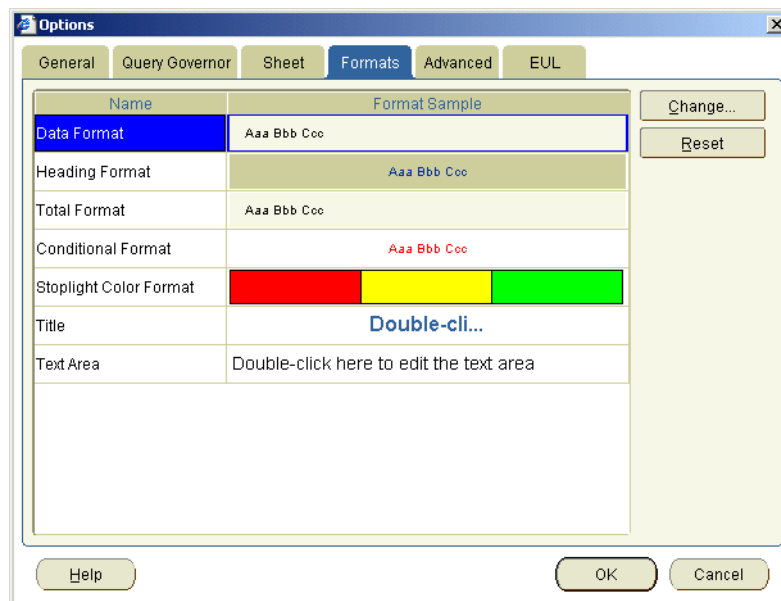 Options
General Query Governor Sheet Formats Advanced EUL
Name Format Sample
Change...
Data Format Aaa Bbb Ccc
Reset
Heading Format Aaa Bbb Ccc
Total Format Aaa Bbb Ccc
Conditional Format Aaa Bbb Ccc
Stoplight Color Format
Title Double-cli...
Text Area Double-click here to edit the text area
Help OK Cancel